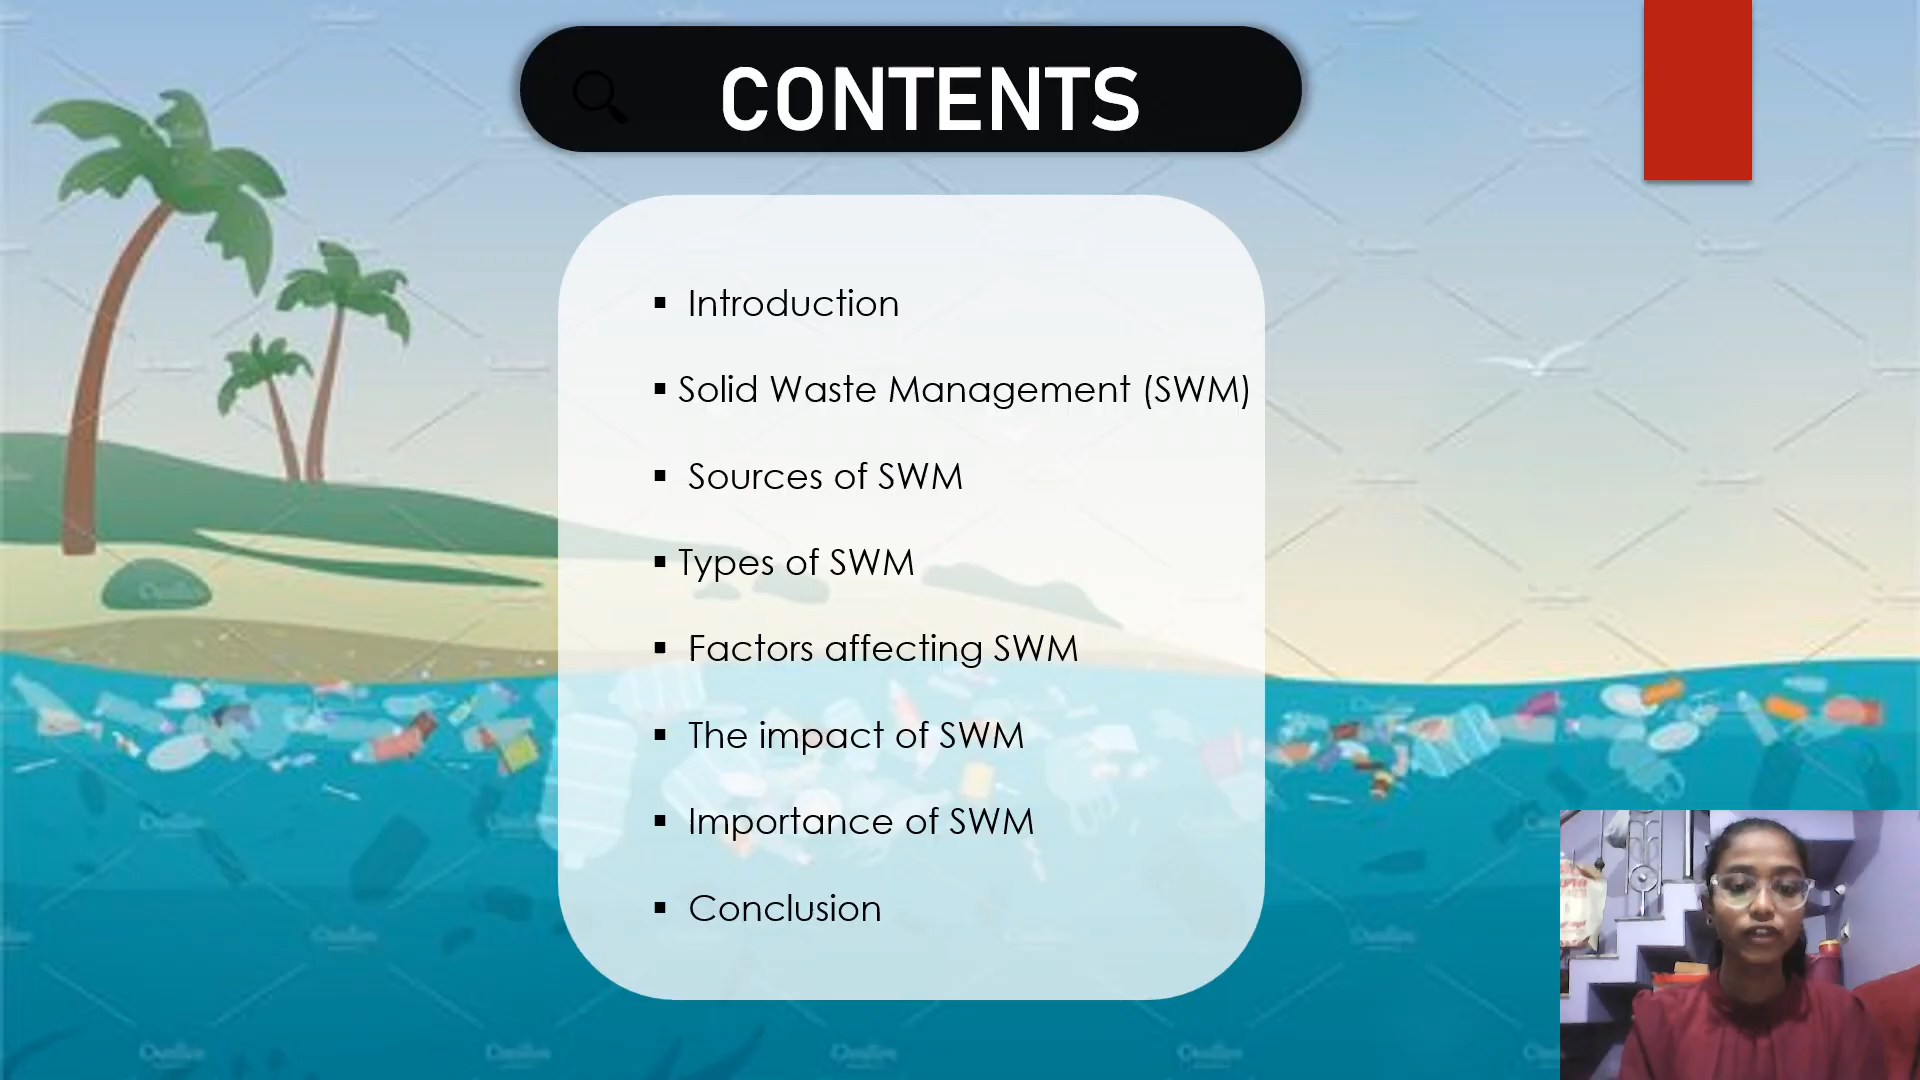 CONTENTS
▪ Introduction
▪ Solid Waste Management (SWM)
▪ Sources of SWM
▪ Types of SWM
▪ Factors affecting SWM
▪ The impact of SWM
▪ Importance of SWM
▪ Conclusion